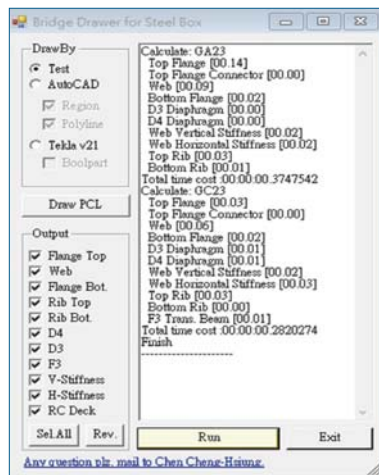 Bridge Drawer for Steel Box
DrawBy
Test
AutoCAD
Region
Polyline
Tekla v21
Boolpart
Draw PCL
Output
Flange Top
Web
Flange Bot.
Rib Top
Rib Bot.
D4
D3
F3
V-Stiffness
H-Stiffness
RC Deck
Sel.All
Rev.
Calculate: GA23
Top Flange [00.14]
Top Flange Connector [00.00]
Web [00.09]
Bottom Flange [00.02]
D3 Diaphragm [00.00]
D4 Diaphragm [00.00]
Web Vertical Stiffness [00.02]
Web Horizontal Stiffness [00.02]
Top Rib [00.03]
Bottom Rib [00.01]
Total time cost :00:00:00.3747542
Calculate: GC23
Top Flange [00.03]
Top Flange Connector [00.00]
Web [00.06]
Bottom Flange [00.02]
D3 Diaphragm [00.01]
D4 Diaphragm [00.01]
Web Vertical Stiffness [00.02]
Web Horizontal Stiffness [00.03]
Top Rib [00.03]
Bottom Rib [00.00]
F3 Trans. Beam [00.01]
Total time cost :00:00:00.2820274
Finish
--------------------
Run
Exit
Any question plz. mail to Chen Cheng-Hsiung.